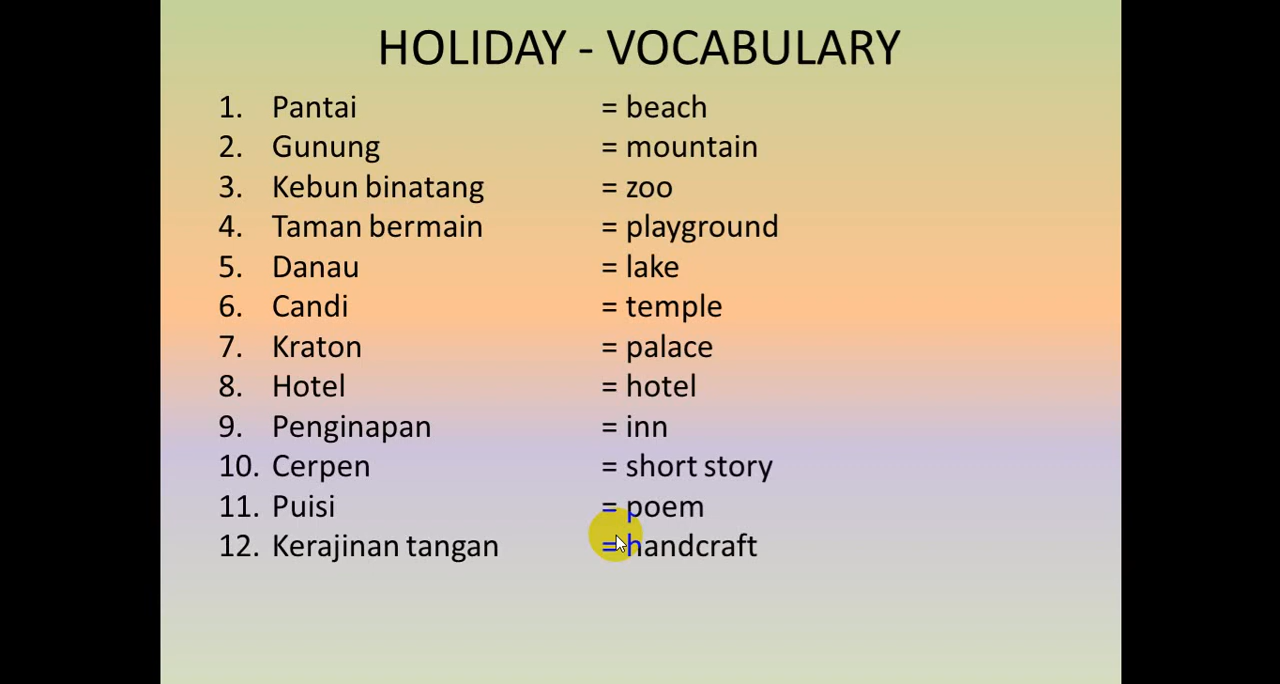 HOLIDAY - VOCABULARY
1. Pantai = beach
2. Gunung = mountain
3. Kebun binatang = zoo
4. Taman bermain = playground
5. Danau = lake
6. Candi = temple
7. Kraton = palace
8. Hotel = hotel
9. Penginapan = inn
10. Cerpen = short story
11. Puisi = poem
12. Kerajinan tangan = handcraft